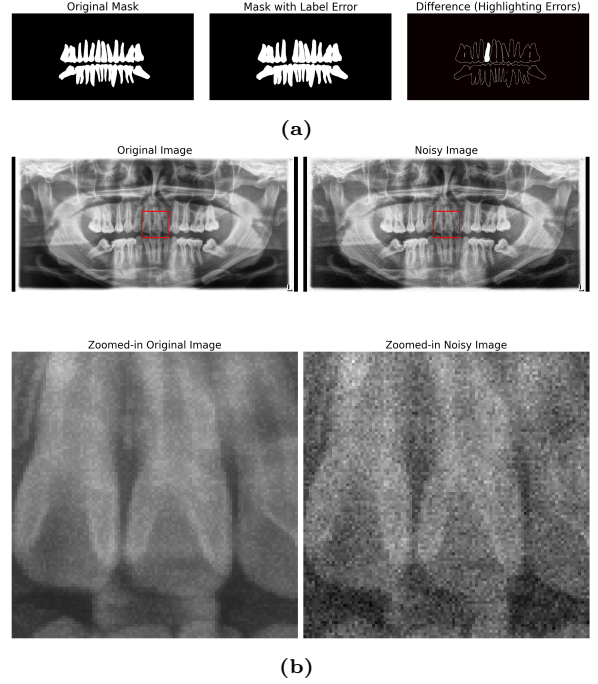 Original Mask
Mask with Label Error
Difference (Highlighting Errors)
(a)
Original Image
Noisy Image
Zoomed-in Original Image
Zoomed-in Noisy Image
(b)